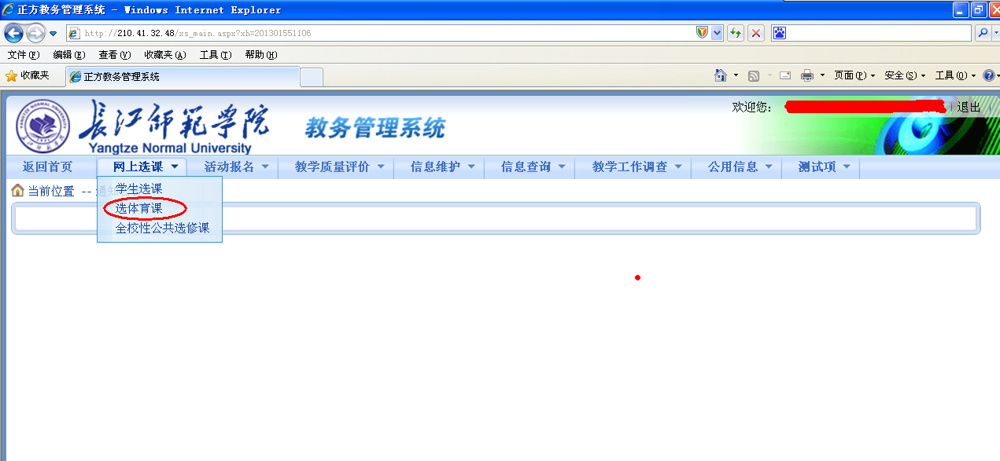 正方教务管理系统 - Windows Internet Explorer
http://210.41.32.48/xs_main.aspx?xh=201301551106
文件(F) 编辑(E) 查看(V) 收藏夹(A) 工具(T) 帮助(H)
收藏夹 正方教务管理系统 页面(P) 安全(S) 工具(O)
欢迎您: 退出
长江师范学院 教务管理系统
Yangtze Normal University
返回首页 网上选课 活动报名 教学质量评价 信息维护 信息查询 教学工作调查 公用信息 测试项
当前位置 -- 通知
学生选课
选体育课
全校性公共选修课